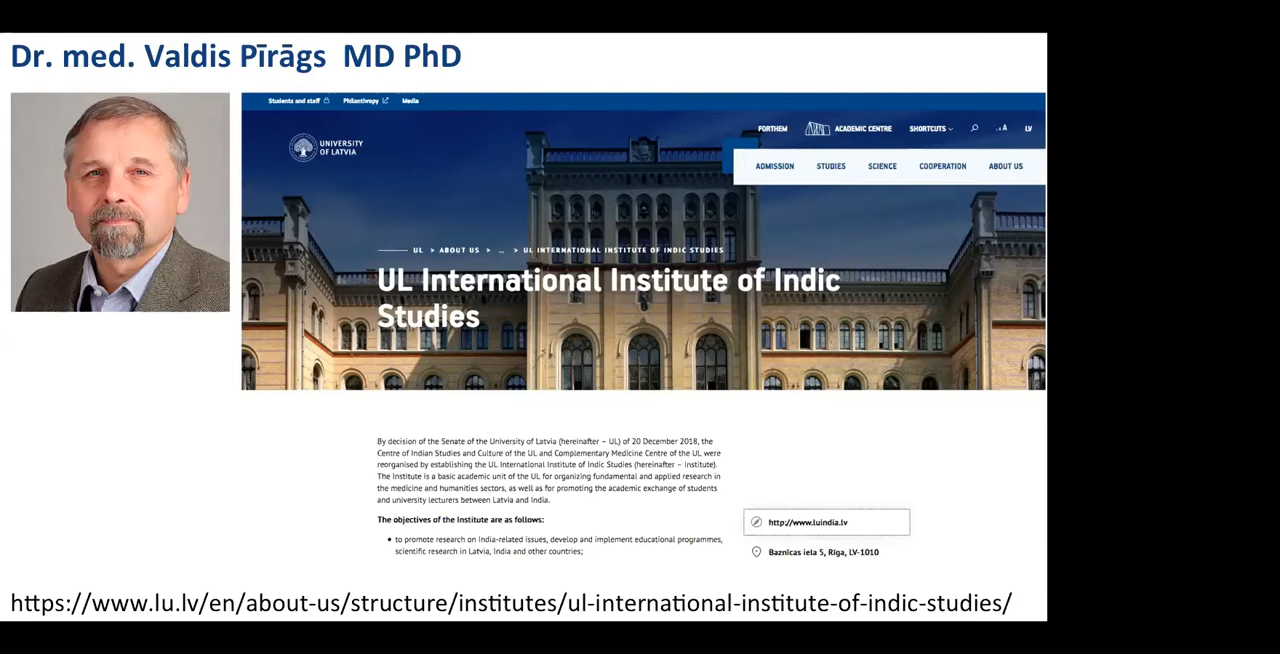 Dr. med. Valdis Pīrāgs MD PhD
Students and staff Philanthropy Media
FORTHEM ACADEMIC CENTRE SHORTCUTS A A LV
UNIVERSITY
OF LATVIA
ADMISSION STUDIES SCIENCE COOPERATION ABOUT US
UL > ABOUT US > ... > UL INTERNATIONAL INSTITUTE OF INDIC STUDIES
UL International Institute of Indic
Studies
By decision of the Senate of the University of Latvia (hereinafter – UL) of 20 December 2018, the
Centre of Indian Studies and Culture of the UL and Complementary Medicine Centre of the UL were
reorganised by establishing the UL International Institute of Indic Studies (hereinafter – institute).
The Institute is a basic academic unit of the UL for organizing fundamental and applied research in
the medicine and humanities sectors, as well as for promoting the academic exchange of students
and university lecturers between Latvia and India.
The objectives of the Institute are as follows:
• to promote research on India-related issues, develop and implement educational programmes,
scientific research in Latvia, India and other countries;
http://www.luindia.lv
Baznīcas iela 5, Rīga, LV-1010
https://www.lu.lv/en/about-us/structure/institutes/ul-international-institute-of-indic-studies/